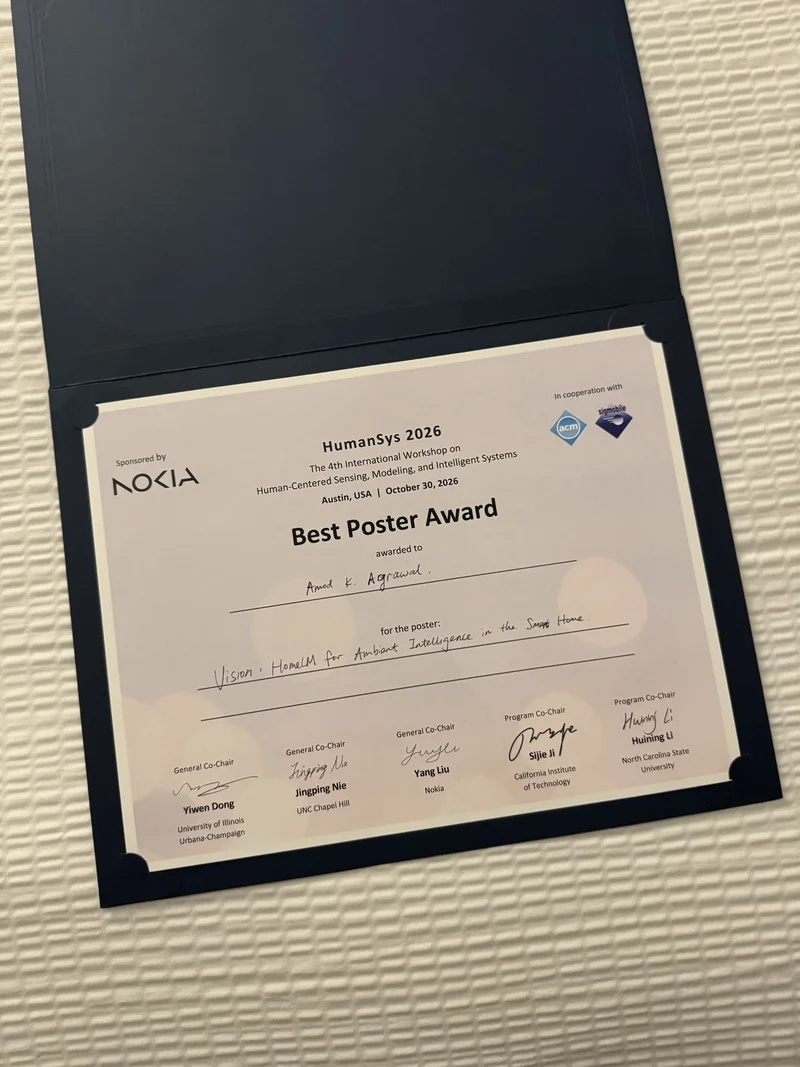 In cooperation with
acm
sigmobile
Sponsored by
NOKIA
HumanSys 2026
The 4th International Workshop on
Human-Centered Sensing, Modeling, and Intelligent Systems
Austin, USA | October 30, 2026
Best Poster Award
awarded to
Amod K. Agrawal.
for the poster:
Vision: HomeLM for Ambient Intelligence in the Smart Home.
General Co-Chair
Yiwen Dong
University of Illinois
Urbana-Champaign
General Co-Chair
Jingping Nie
Jingping Nie
UNC Chapel Hill
General Co-Chair
Yang Liu
Nokia
Program Co-Chair
Sijie Ji
California Institute
of Technology
Program Co-Chair
Huining Li
Huining Li
North Carolina State
University